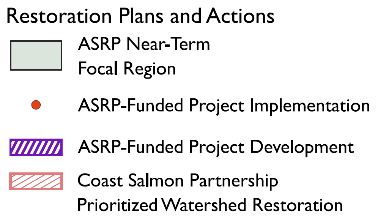 Restoration Plans and Actions
ASRP Near-Term
Focal Region
ASRP-Funded Project Implementation
ASRP-Funded Project Development
Coast Salmon Partnership
Prioritized Watershed Restoration